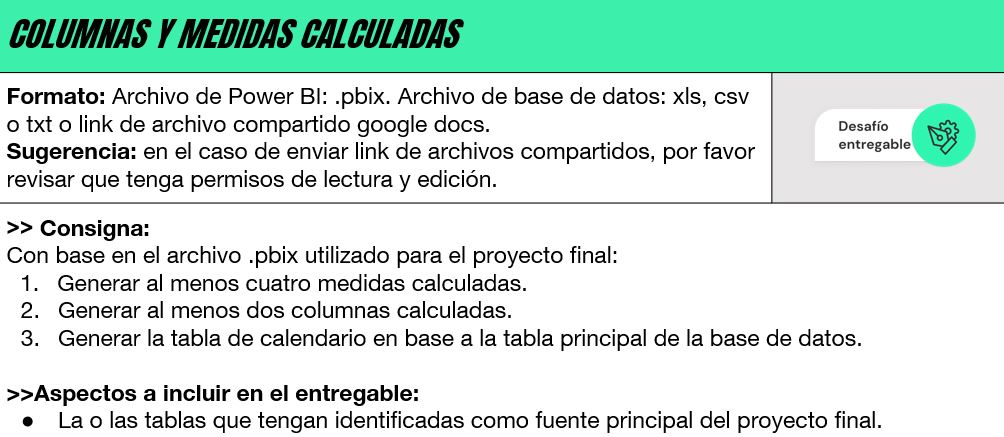 COLUMNAS Y MEDIDAS CALCULADAS
Formato: Archivo de Power BI: .pbix. Archivo de base de datos: xls, csv
o txt o link de archivo compartido google docs.
Sugerencia: en el caso de enviar link de archivos compartidos, por favor
revisar que tenga permisos de lectura y edición.
Desafío
entregable
>> Consigna:
Con base en el archivo .pbix utilizado para el proyecto final:
1. Generar al menos cuatro medidas calculadas.
2. Generar al menos dos columnas calculadas.
3. Generar la tabla de calendario en base a la tabla principal de la base de datos.
>>Aspectos a incluir en el entregable:
● La o las tablas que tengan identificadas como fuente principal del proyecto final.